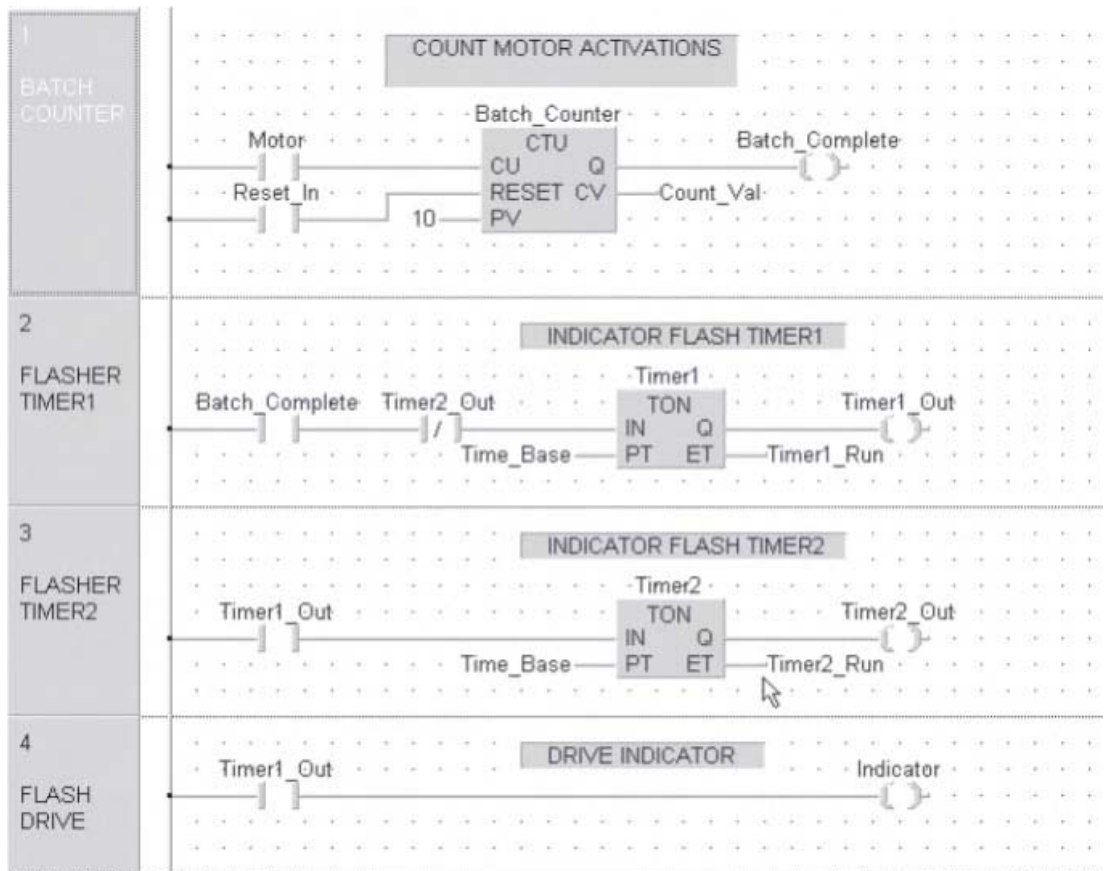 1
BATCH
COUNTER
COUNT MOTOR ACTIVATIONS
Batch_Counter
Motor
CTU
Batch_Complete
CU Q
Reset_In
RESET CV
Count_Val
10
PV
2
FLASHER
TIMER1
INDICATOR FLASH TIMER1
Timer1
Batch_Complete
Timer2_Out
TON
Timer1_Out
/
IN Q
Time_Base
PT ET
Timer1_Run
3
FLASHER
TIMER2
INDICATOR FLASH TIMER2
Timer2
Timer1_Out
TON
Timer2_Out
IN Q
Time_Base
PT ET
Timer2_Run
4
FLASH
DRIVE
DRIVE INDICATOR
Timer1_Out
Indicator